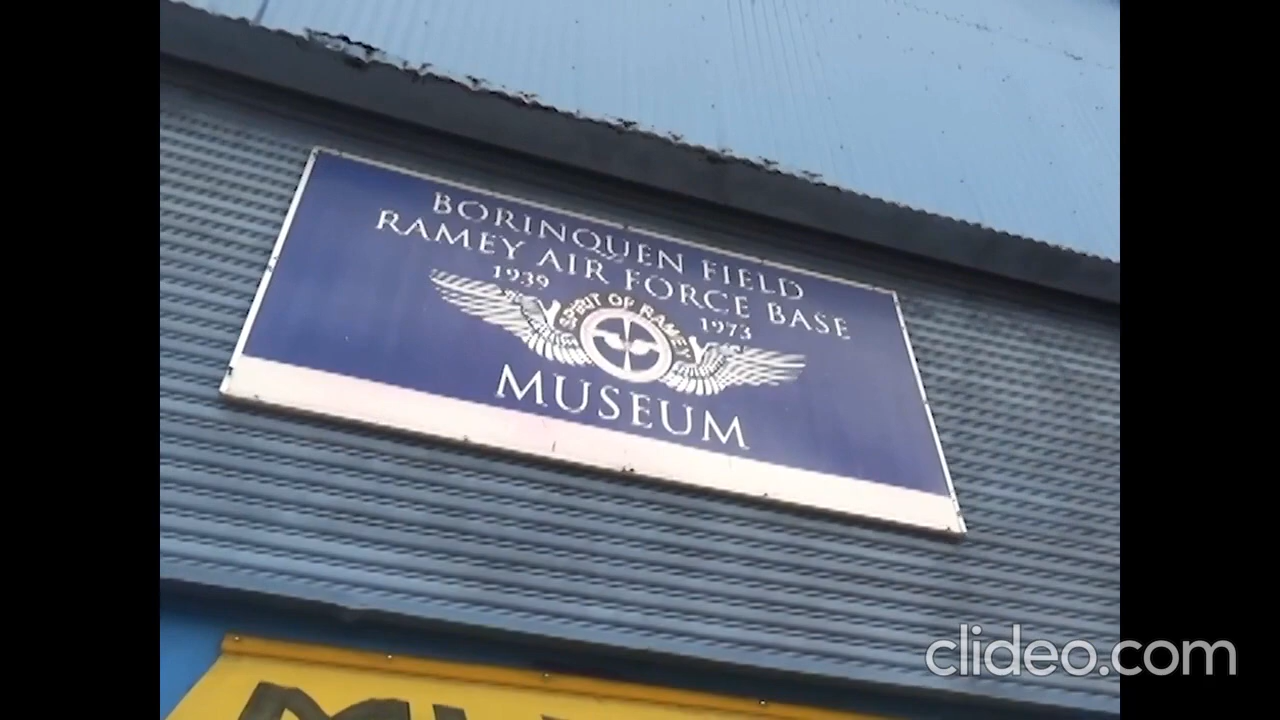 BORINQUEN FIELD
RAMEY AIR FORCE BASE
1939
SPIRIT OF RAMEY
1973
MUSEUM
clideo.com